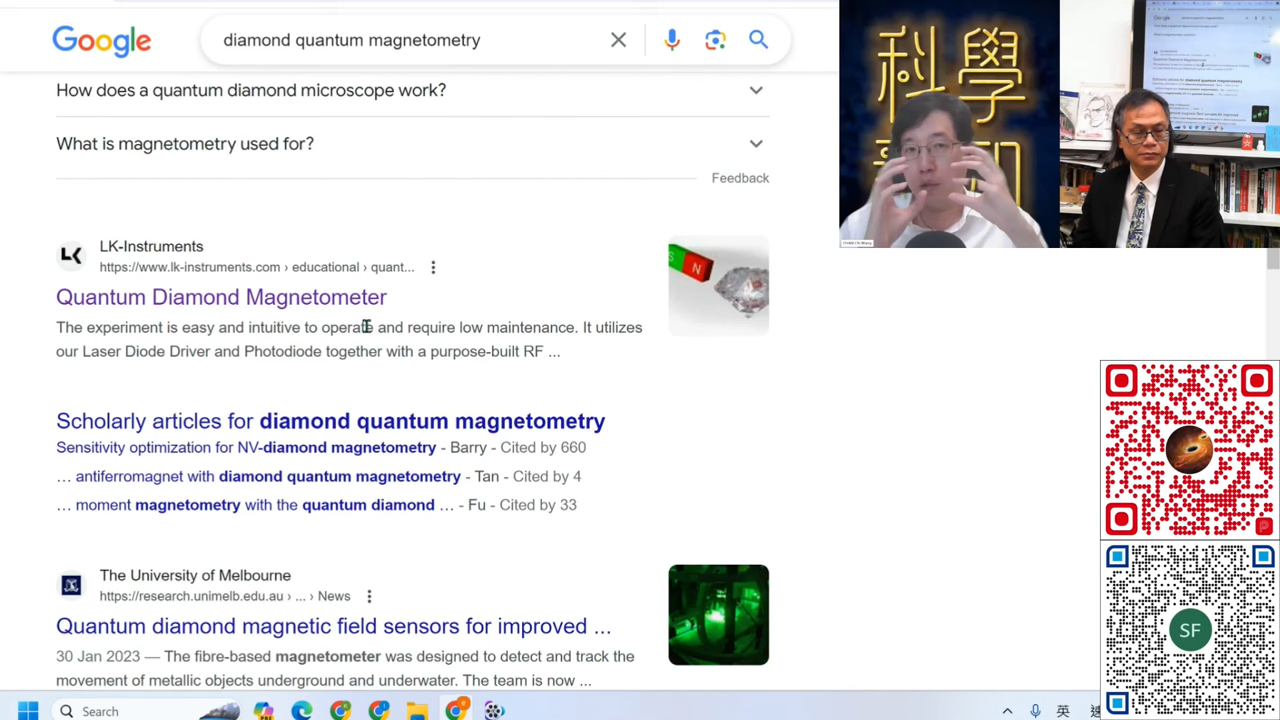 Google
diamond quantum magnetometry
How does a quantum diamond microscope work?
What is magnetometry used for?
Feedback
LK-Instruments
https://www.lk-instruments.com › educational › quant...
Quantum Diamond Magnetometer
The experiment is easy and intuitive to operate and require low maintenance. It utilizes
our Laser Diode Driver and Photodiode together with a purpose-built RF ...
S N
Scholarly articles for diamond quantum magnetometry
Sensitivity optimization for NV-diamond magnetometry - Barry - Cited by 660
… antiferromagnet with diamond quantum magnetometry - Tan - Cited by 4
… moment magnetometry with the quantum diamond … - Fu - Cited by 33
The University of Melbourne
https://research.unimelb.edu.au › ... › News
Quantum diamond magnetic field sensors for improved ...
30 Jan 2023 — The fibre-based magnetometer was designed to detect and track the
movement of metallic objects underground and underwater. The team is now ...
Search
英
科學
SF